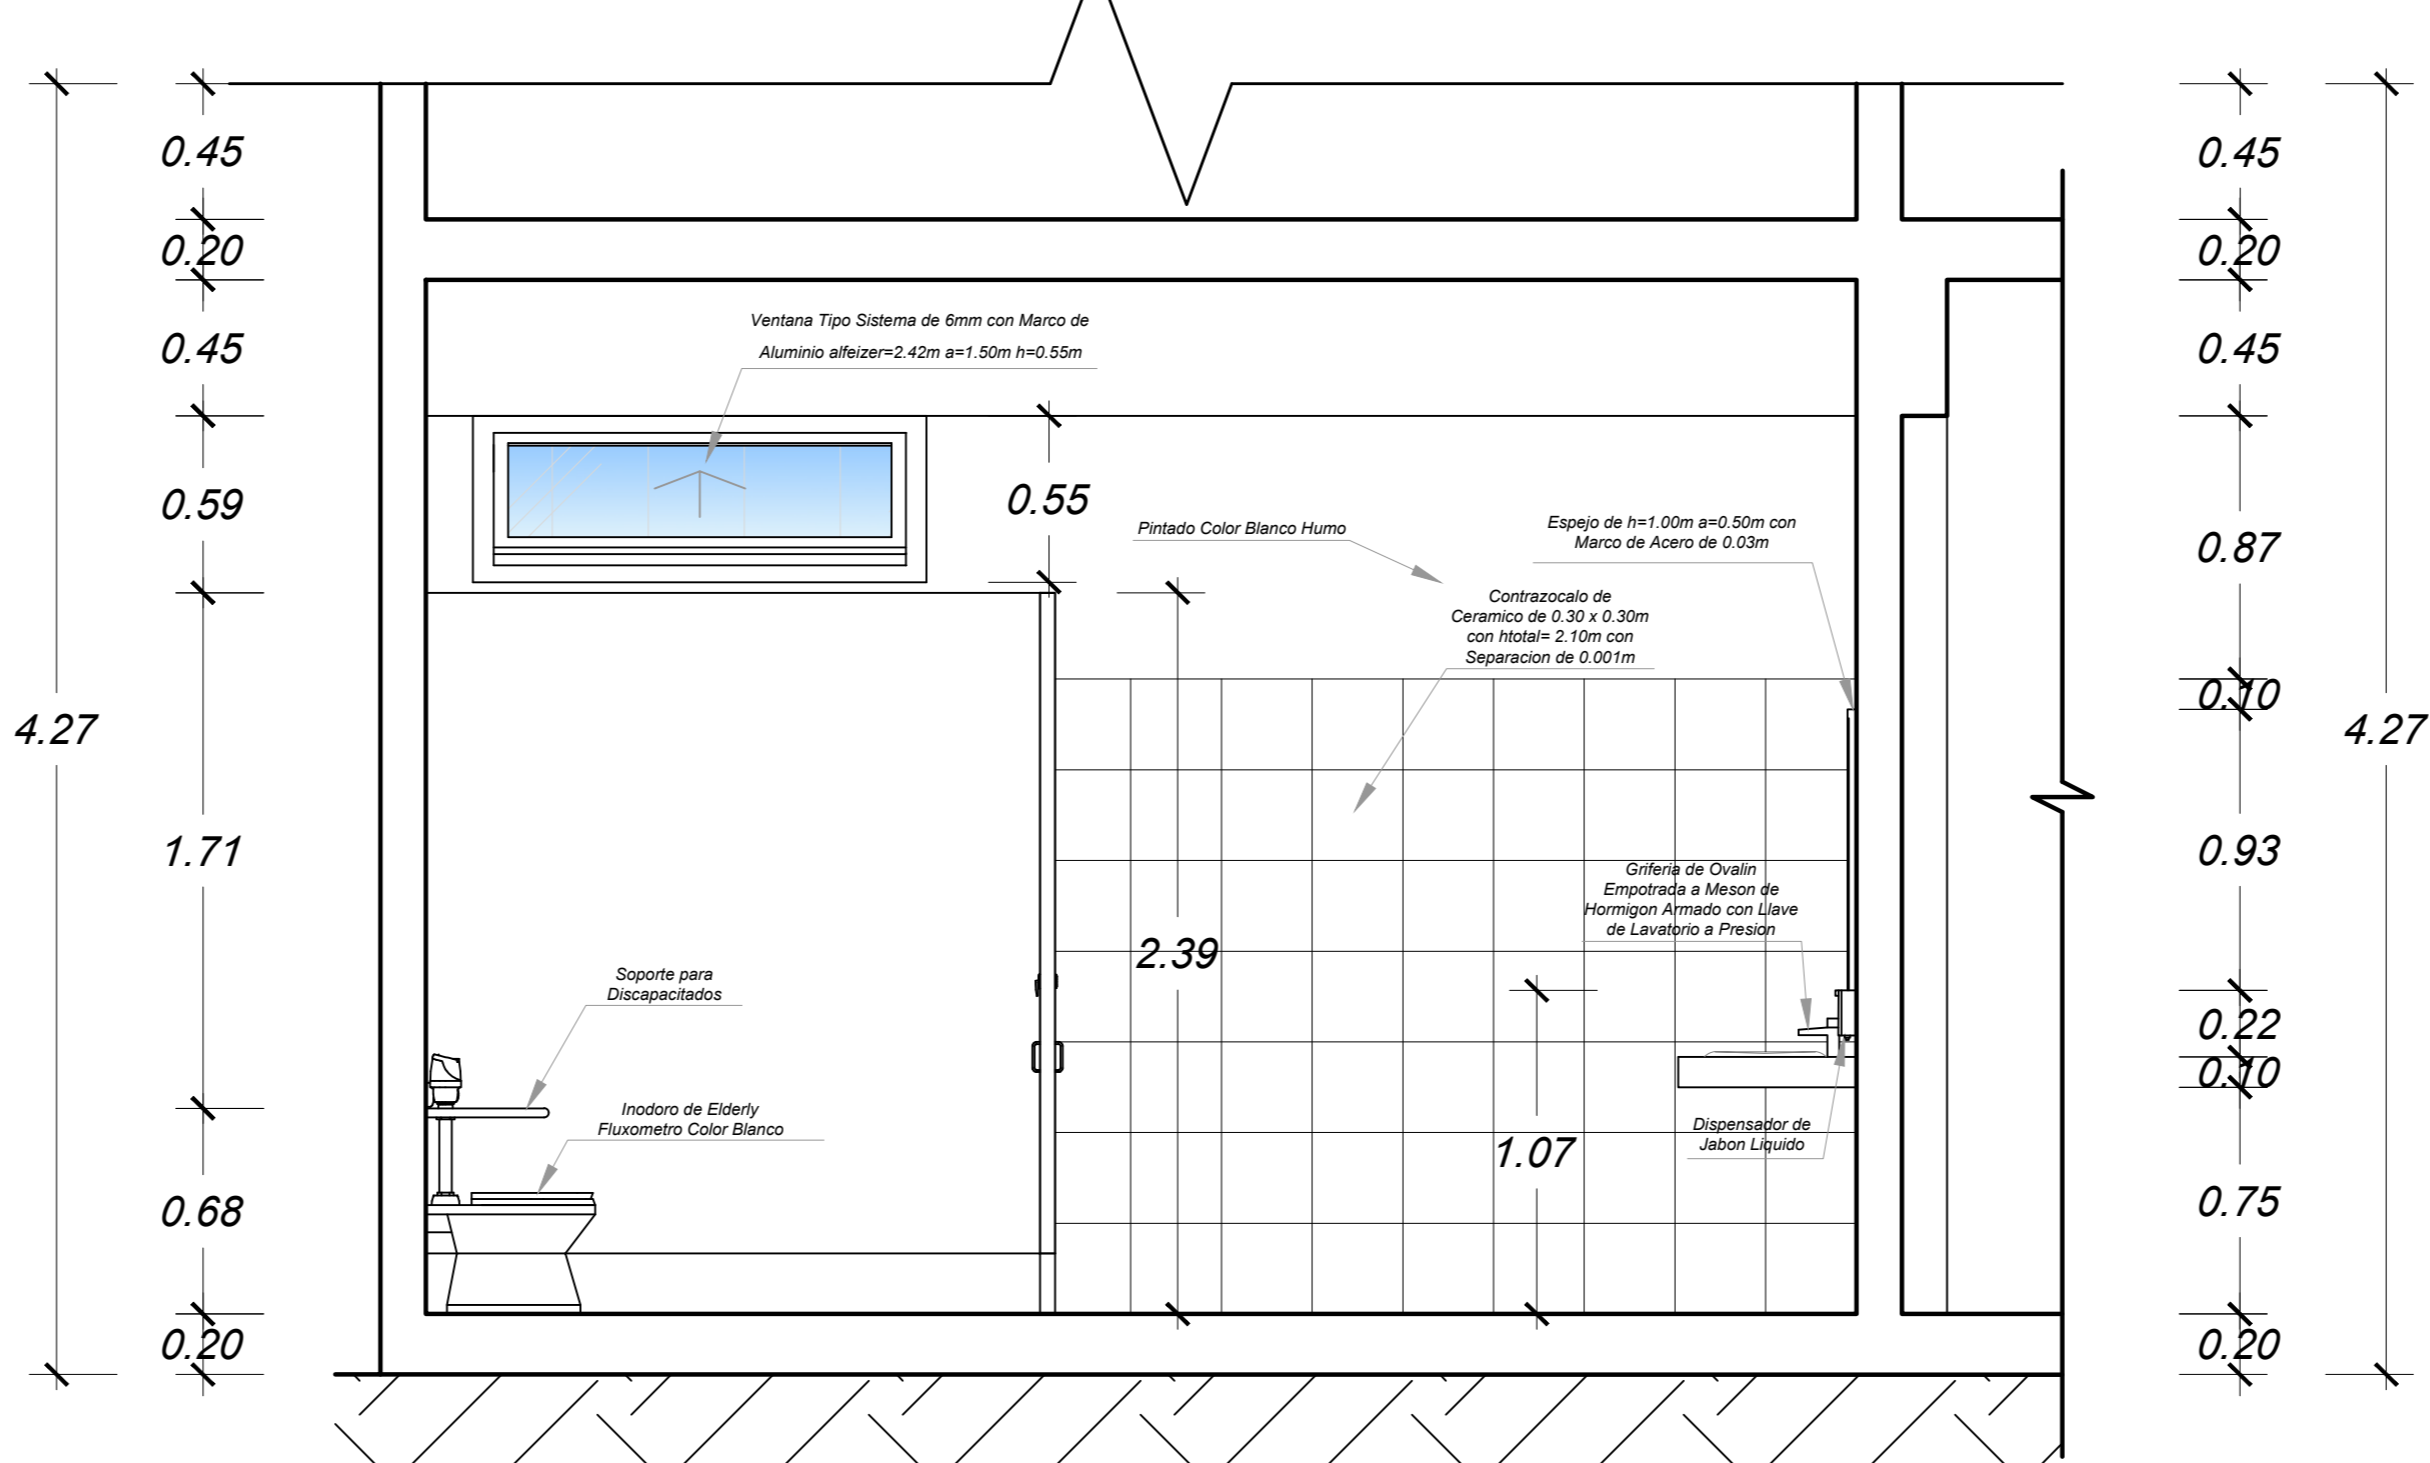 0.45
0.20
0.45
0.59
1.71
0.68
0.20
4.27
Ventana Tipo Sistema de 6mm con Marco de
Aluminio alfeizer=2.42m a=1.50m h=0.55m
0.55
Pintado Color Blanco Humo
Espejo de h=1.00m a=0.50m con
Marco de Acero de 0.03m
Contrazocalo de
Ceramico de 0.30 x 0.30m
con htotal= 2.10m con
Separacion de 0.001m
2.39
Griferia de Ovalin
Empotrada a Meson de
Hormigon Armado con Llave
de Lavatorio a Presion
Soporte para
Discapacitados
Inodoro de Elderly
Fluxometro Color Blanco
1.07
Dispensador de
Jabon Liquido
0.45
0.20
0.45
0.87
0.10
0.93
0.22
0.10
0.75
0.20
4.27